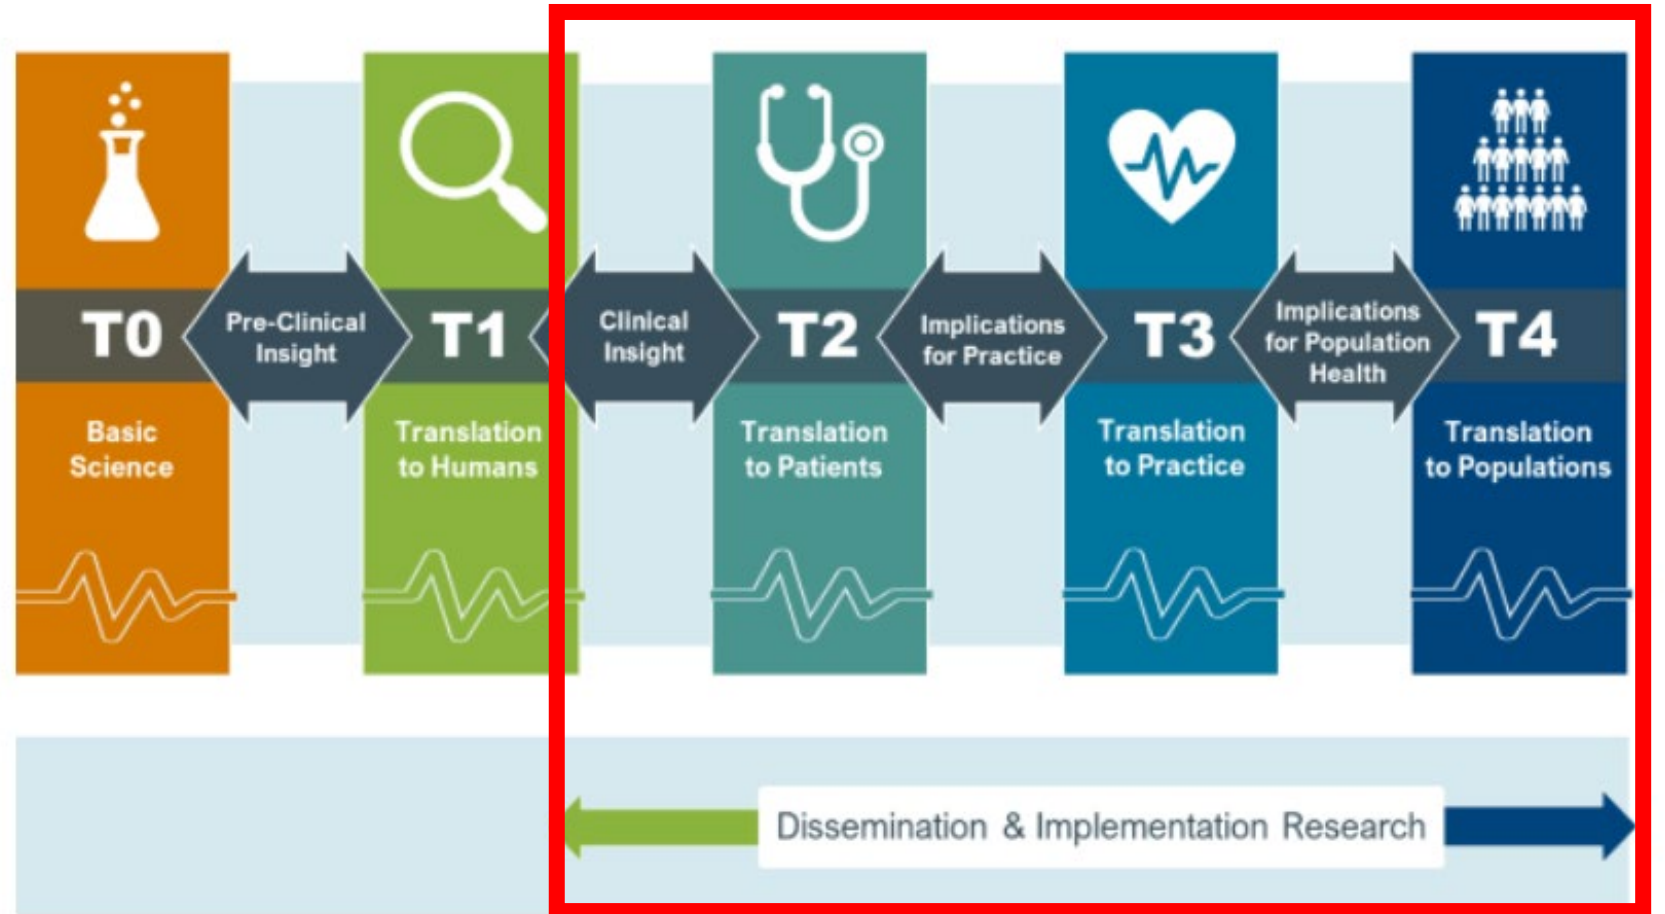 T0
Pre-Clinical
Insight
T1
Clinical
Insight
T2
Implications
for Practice
T3
Implications
for Population
Health
T4
Basic
Science
Translation
to Humans
Translation
to Patients
Translation
to Practice
Translation
to Populations
Dissemination & Implementation Research